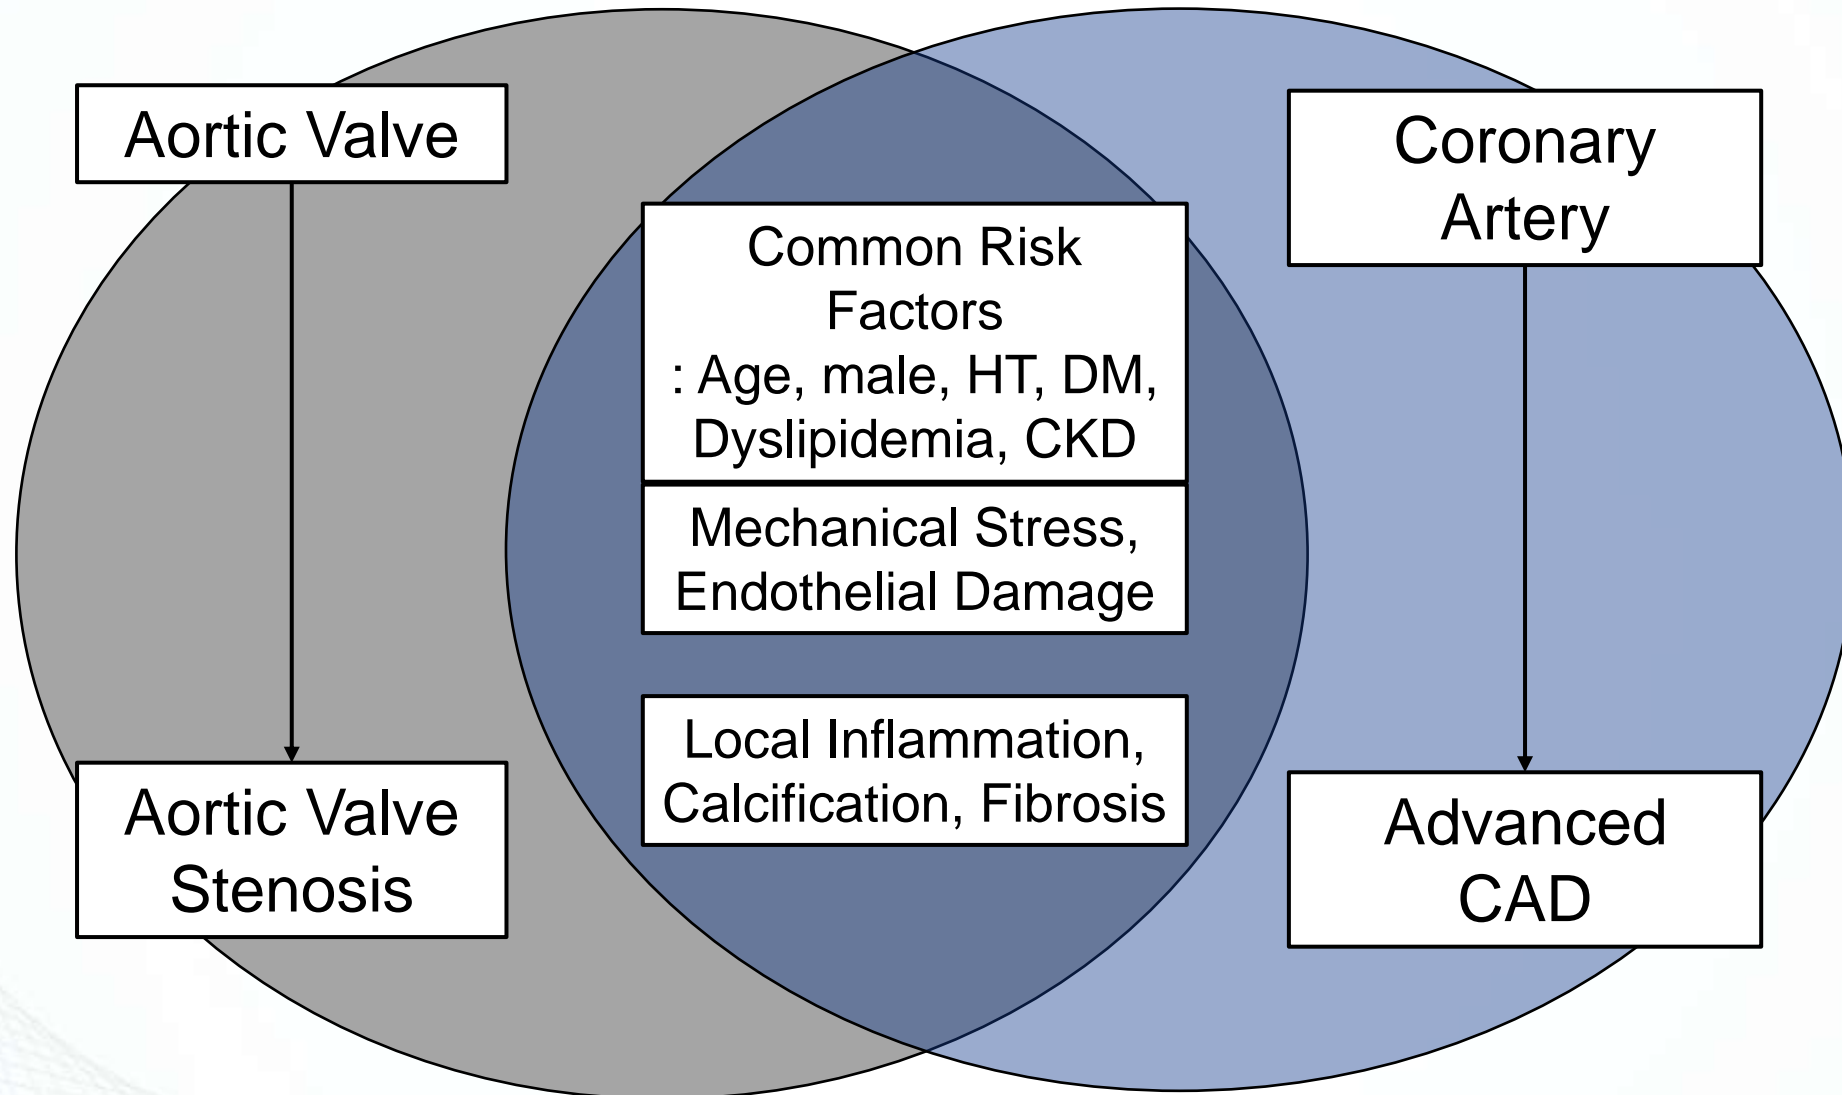 Aortic Valve
Aortic Valve
Stenosis
Common Risk
Factors
: Age, male, HT, DM,
Dyslipidemia, CKD
Mechanical Stress,
Endothelial Damage
Local Inflammation,
Calcification, Fibrosis
Coronary
Artery
Advanced
CAD